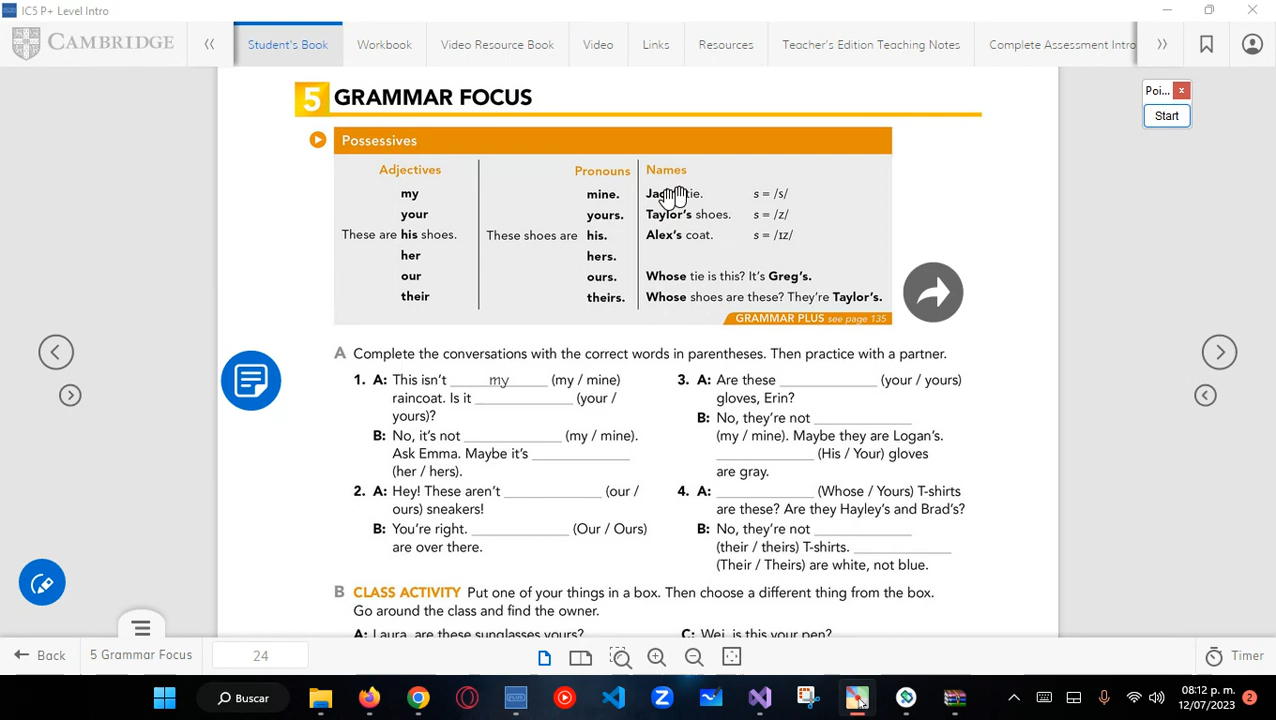 IC5 P+ Level Intro
CAMBRIDGE
Student's Book
Workbook
Video Resource Book
Video
Links
Resources
Teacher's Edition Teaching Notes
Complete Assessment Intro
Poi...
Start
5 GRAMMAR FOCUS
Possessives
Adjectives
my
your
These are his shoes.
her
our
their
Pronouns
mine.
yours.
These shoes are his.
hers.
ours.
theirs.
Names
tie. s = /s/
Taylor's shoes. s = /z/
Alex's coat. s = /ɪz/
Whose tie is this? It's Greg's.
Whose shoes are these? They're Taylor's.
GRAMMAR PLUS see page 135
A Complete the conversations with the correct words in parentheses. Then practice with a partner.
1. A: This isn't my (my / mine)
raincoat. Is it (your /
yours)?
B: No, it's not (my / mine).
Ask Emma. Maybe it's
(her / hers).
2. A: Hey! These aren't (our /
ours) sneakers!
B: You're right. (Our / Ours)
are over there.
3. A: Are these (your / yours)
gloves, Erin?
B: No, they're not
(my / mine). Maybe they are Logan's.
(His / Your) gloves
are gray.
4. A: (Whose / Yours) T-shirts
are these? Are they Hayley's and Brad's?
B: No, they're not
(their / theirs) T-shirts.
(Their / Theirs) are white, not blue.
B CLASS ACTIVITY Put one of your things in a box. Then choose a different thing from the box.
Go around the class and find the owner.
A: Laura, are these sunglasses yours?
C: Wei, is this your pen?
Back
5 Grammar Focus
24
Timer
Buscar
08:12 p. m.
12/07/2023
2